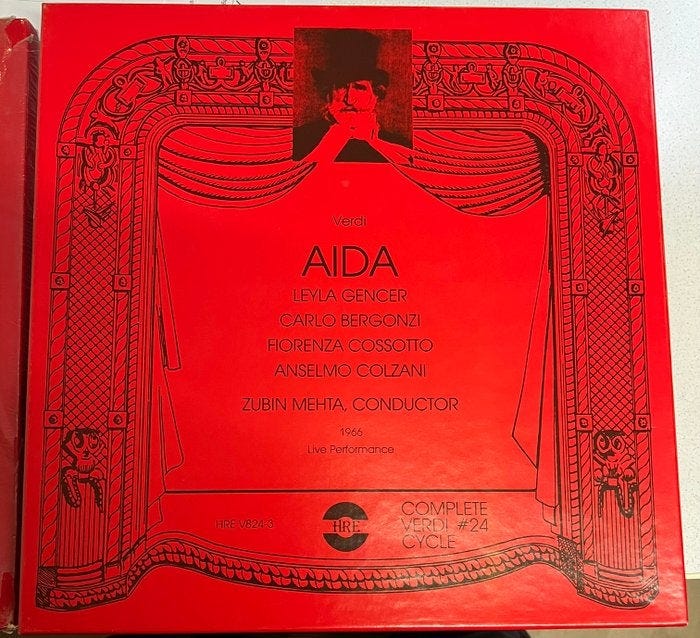 Verdi
AIDA
LEYLA GENCER
CARLO BERGONZI
FIORENZA COSSOTTO
ANSELMO COLZANI
ZUBIN MEHTA, CONDUCTOR
1966
Live Performance
HRE V824-3
HRE
COMPLETE
VERDI #24
CYCLE